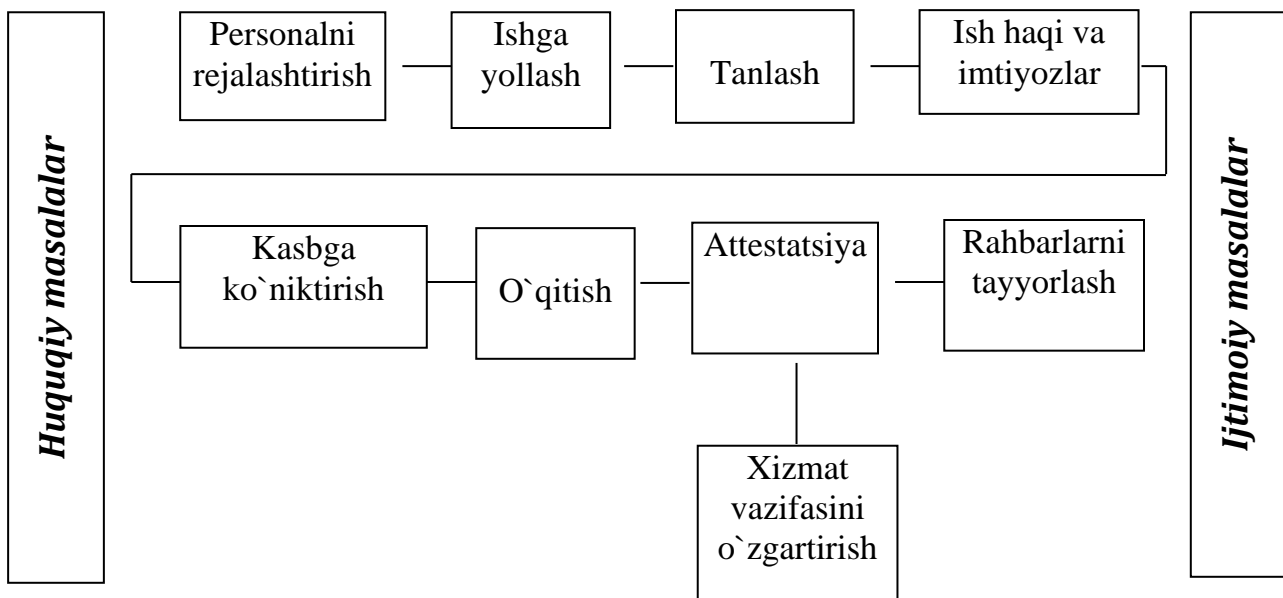 Huquqiy masalalar
Personalni
rejalashtirish
Ishga
yollash
Tanlash
Ish haqi va
imtiyozlar
Kasbga
ko`niktirish
O`qitish
Attestatsiya
Rahbarlarni
tayyorlash
Xizmat
vazifasini
o`zgartirish
Ijtimoiy masalalar